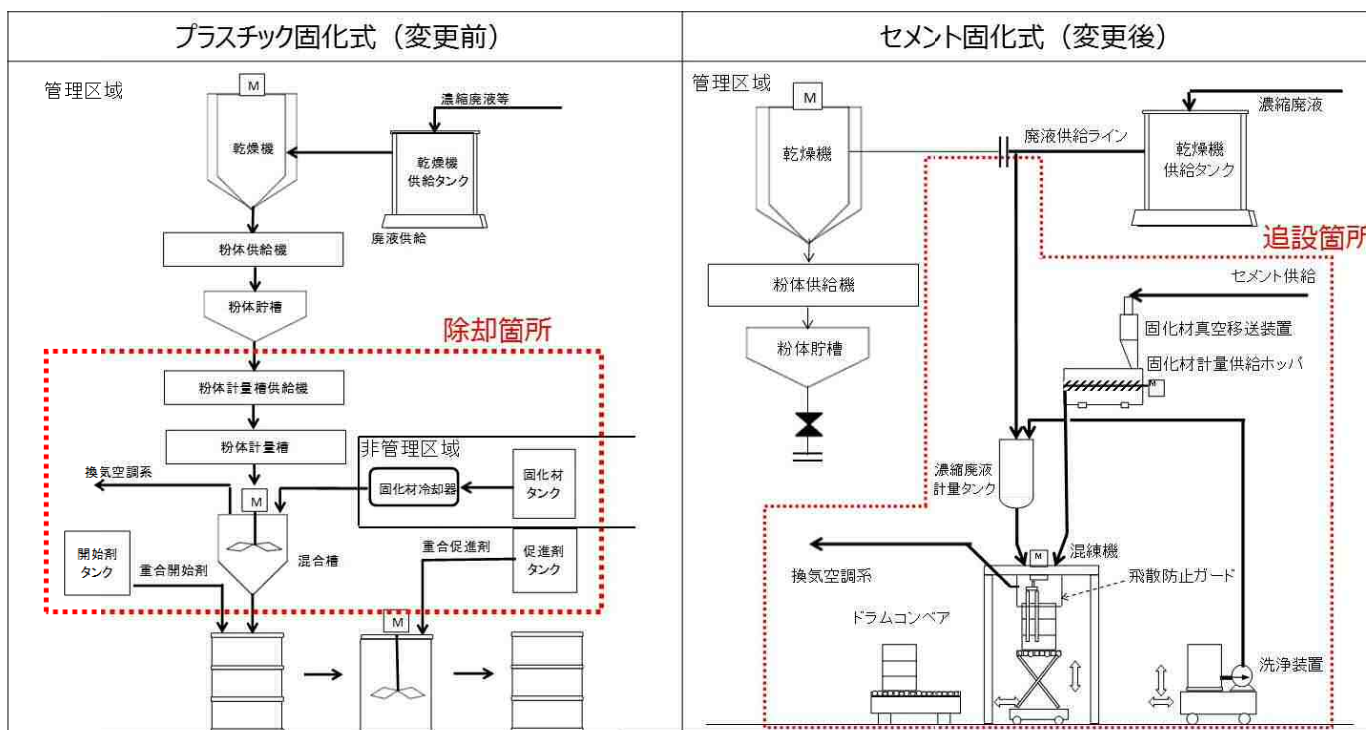 プラスチック固化式（変更前）
管理区域
M
濃縮廃液等
乾燥機
乾燥機
供給タンク
廃液供給
粉体供給機
粉体貯槽
除却箇所
粉体計量槽供給機
粉体計量槽
非管理区域
換気空調系
M
固化材冷却器
固化材
タンク
開始剤
タンク
重合開始剤
混合槽
重合促進剤
促進剤
タンク
M
セメント固化式（変更後）
管理区域
M
廃液供給ライン
濃縮廃液
乾燥機
乾燥機
供給タンク
追設箇所
粉体供給機
セメント供給
固化材真空移送装置
粉体貯槽
固化材計量供給ホッパ
M
濃縮廃液
計量タンク
M
混練機
換気空調系
飛散防止ガード
ドラムコンベア
洗浄装置